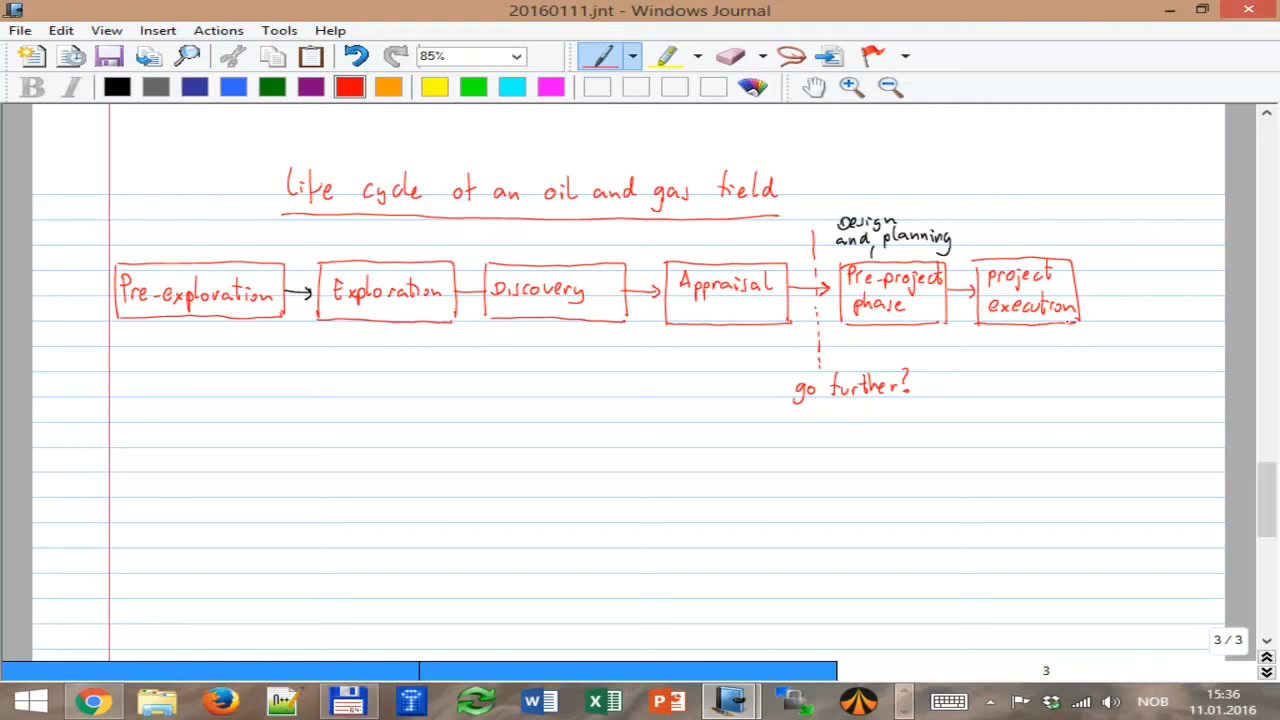 20160111.jnt - Windows Journal
File Edit View Insert Actions Tools Help
85%
B I
Life cycle of an oil and gas field
Design
and planning
Pre-exploration
Exploration
Discovery
Appraisal
Pre-project
phase
project
execution
go further?
3 / 3
3
NOB
15:36
11.01.2016